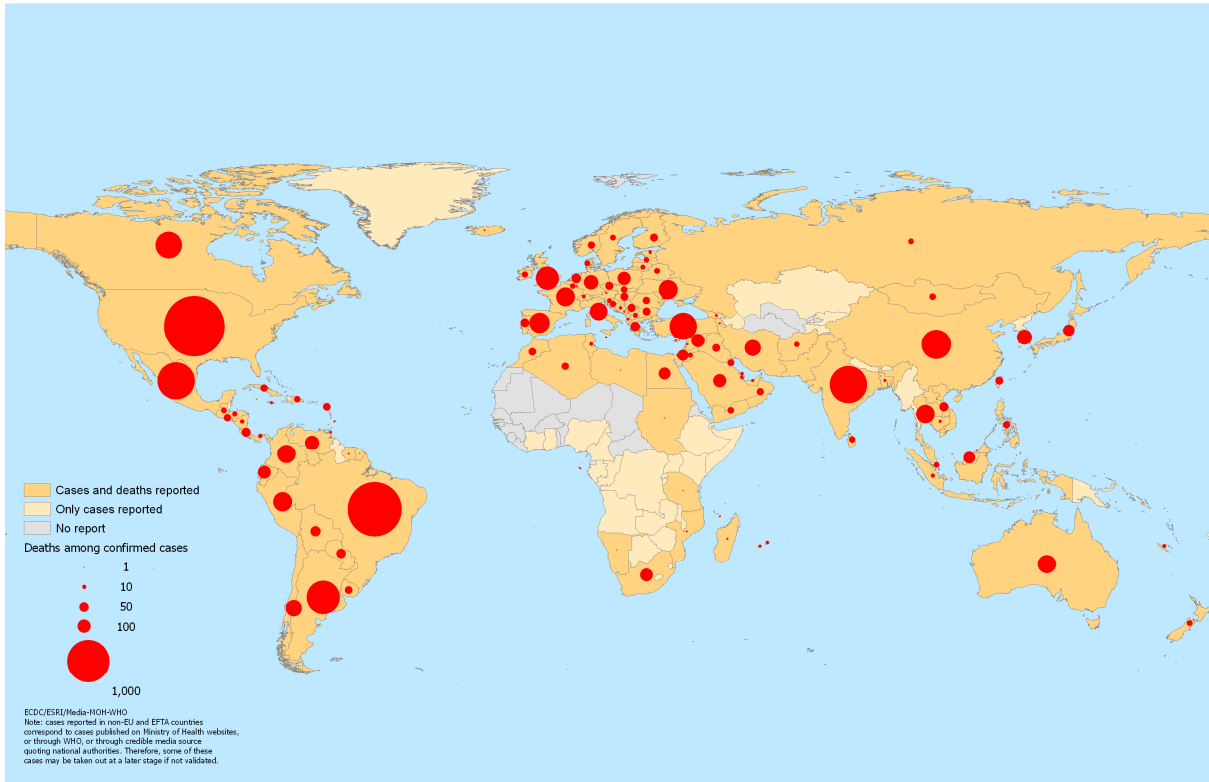 Cases and deaths reported
Only cases reported
No report
Deaths among confirmed cases
1
10
50
100
1,000
ECDC/ESRI/Media-MOH-WHO
Note: cases reported in non-EU and EFTA countries
correspond to cases published on Ministry of Health websites,
or through WHO, or through credible media source
quoting national authorities. Therefore, some of these
cases may be taken out at a later stage if not validated.